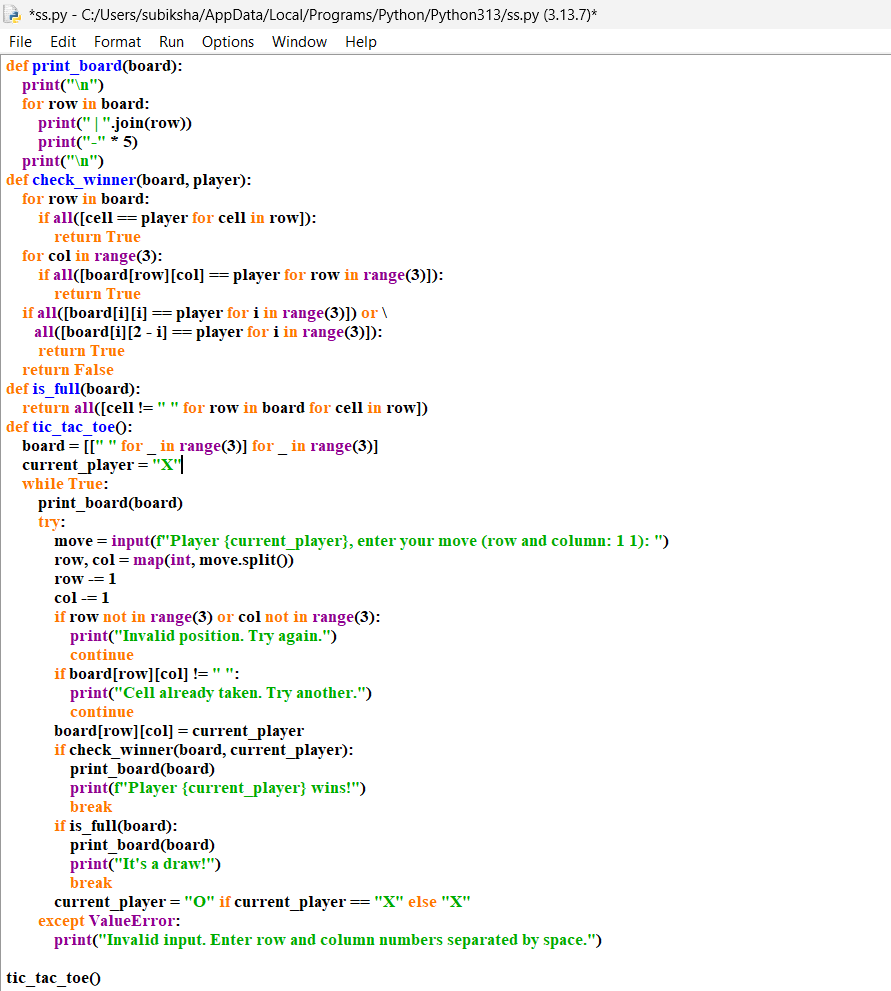 *ss.py - C:/Users/subiksha/AppData/Local/Programs/Python/Python313/ss.py (3.13.7)*
File Edit Format Run Options Window Help
def print_board(board):
    print("\n")
    for row in board:
        print(" | ".join(row))
        print("-" * 5)
    print("\n")
def check_winner(board, player):
    for row in board:
        if all([cell == player for cell in row]):
            return True
    for col in range(3):
        if all([board[row][col] == player for row in range(3)]):
            return True
    if all([board[i][i] == player for i in range(3)]) or \
       all([board[i][2 - i] == player for i in range(3)]):
        return True
    return False
def is_full(board):
    return all([cell != " " for row in board for cell in row])
def tic_tac_toe():
    board = [[" " for _ in range(3)] for _ in range(3)]
    current_player = "X"
    while True:
        print_board(board)
        try:
            move = input(f"Player {current_player}, enter your move (row and column: 1 1): ")
            row, col = map(int, move.split())
            row -= 1
            col -= 1
            if row not in range(3) or col not in range(3):
                print("Invalid position. Try again.")
                continue
            if board[row][col] != " ":
                print("Cell already taken. Try another.")
                continue
            board[row][col] = current_player
            if check_winner(board, current_player):
                print_board(board)
                print(f"Player {current_player} wins!")
                break
            if is_full(board):
                print_board(board)
                print("It's a draw!")
                break
            current_player = "O" if current_player == "X" else "X"
        except ValueError:
            print("Invalid input. Enter row and column numbers separated by space.")

tic_tac_toe()